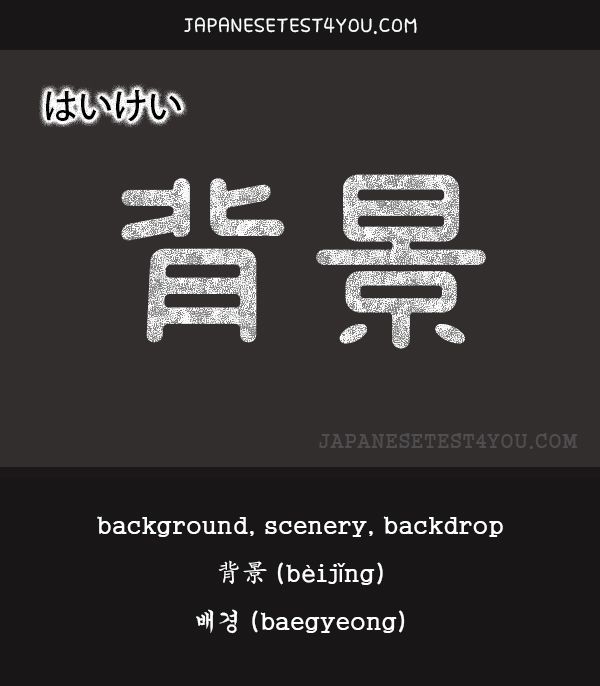 JAPANESETEST4YOU.COM
はいけい
背景
JAPANESETEST4YOU.COM
background, scenery, backdrop
背景 (bèijǐng)
배경 (baegyeong)